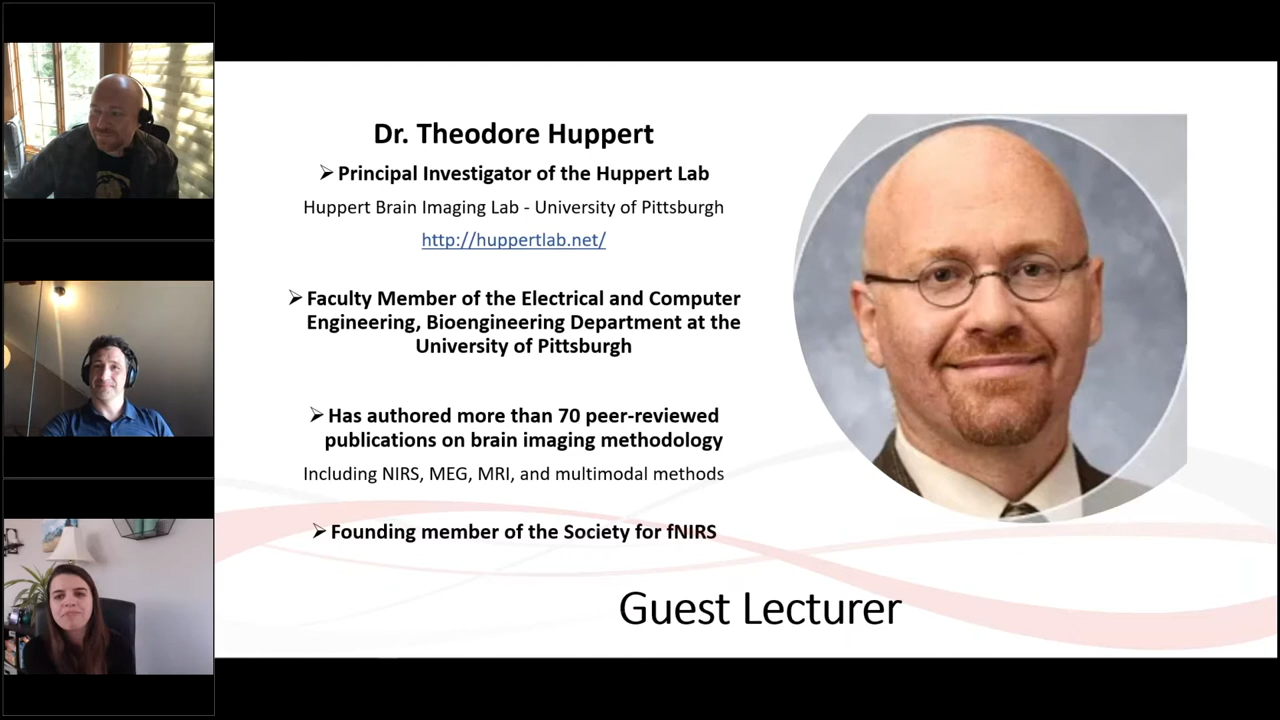 Dr. Theodore Huppert
➢ Principal Investigator of the Huppert Lab
Huppert Brain Imaging Lab - University of Pittsburgh
http://huppertlab.net/
➢ Faculty Member of the Electrical and Computer
Engineering, Bioengineering Department at the
University of Pittsburgh
➢ Has authored more than 70 peer-reviewed
publications on brain imaging methodology
Including NIRS, MEG, MRI, and multimodal methods
➢ Founding member of the Society for fNIRS
Guest Lecturer